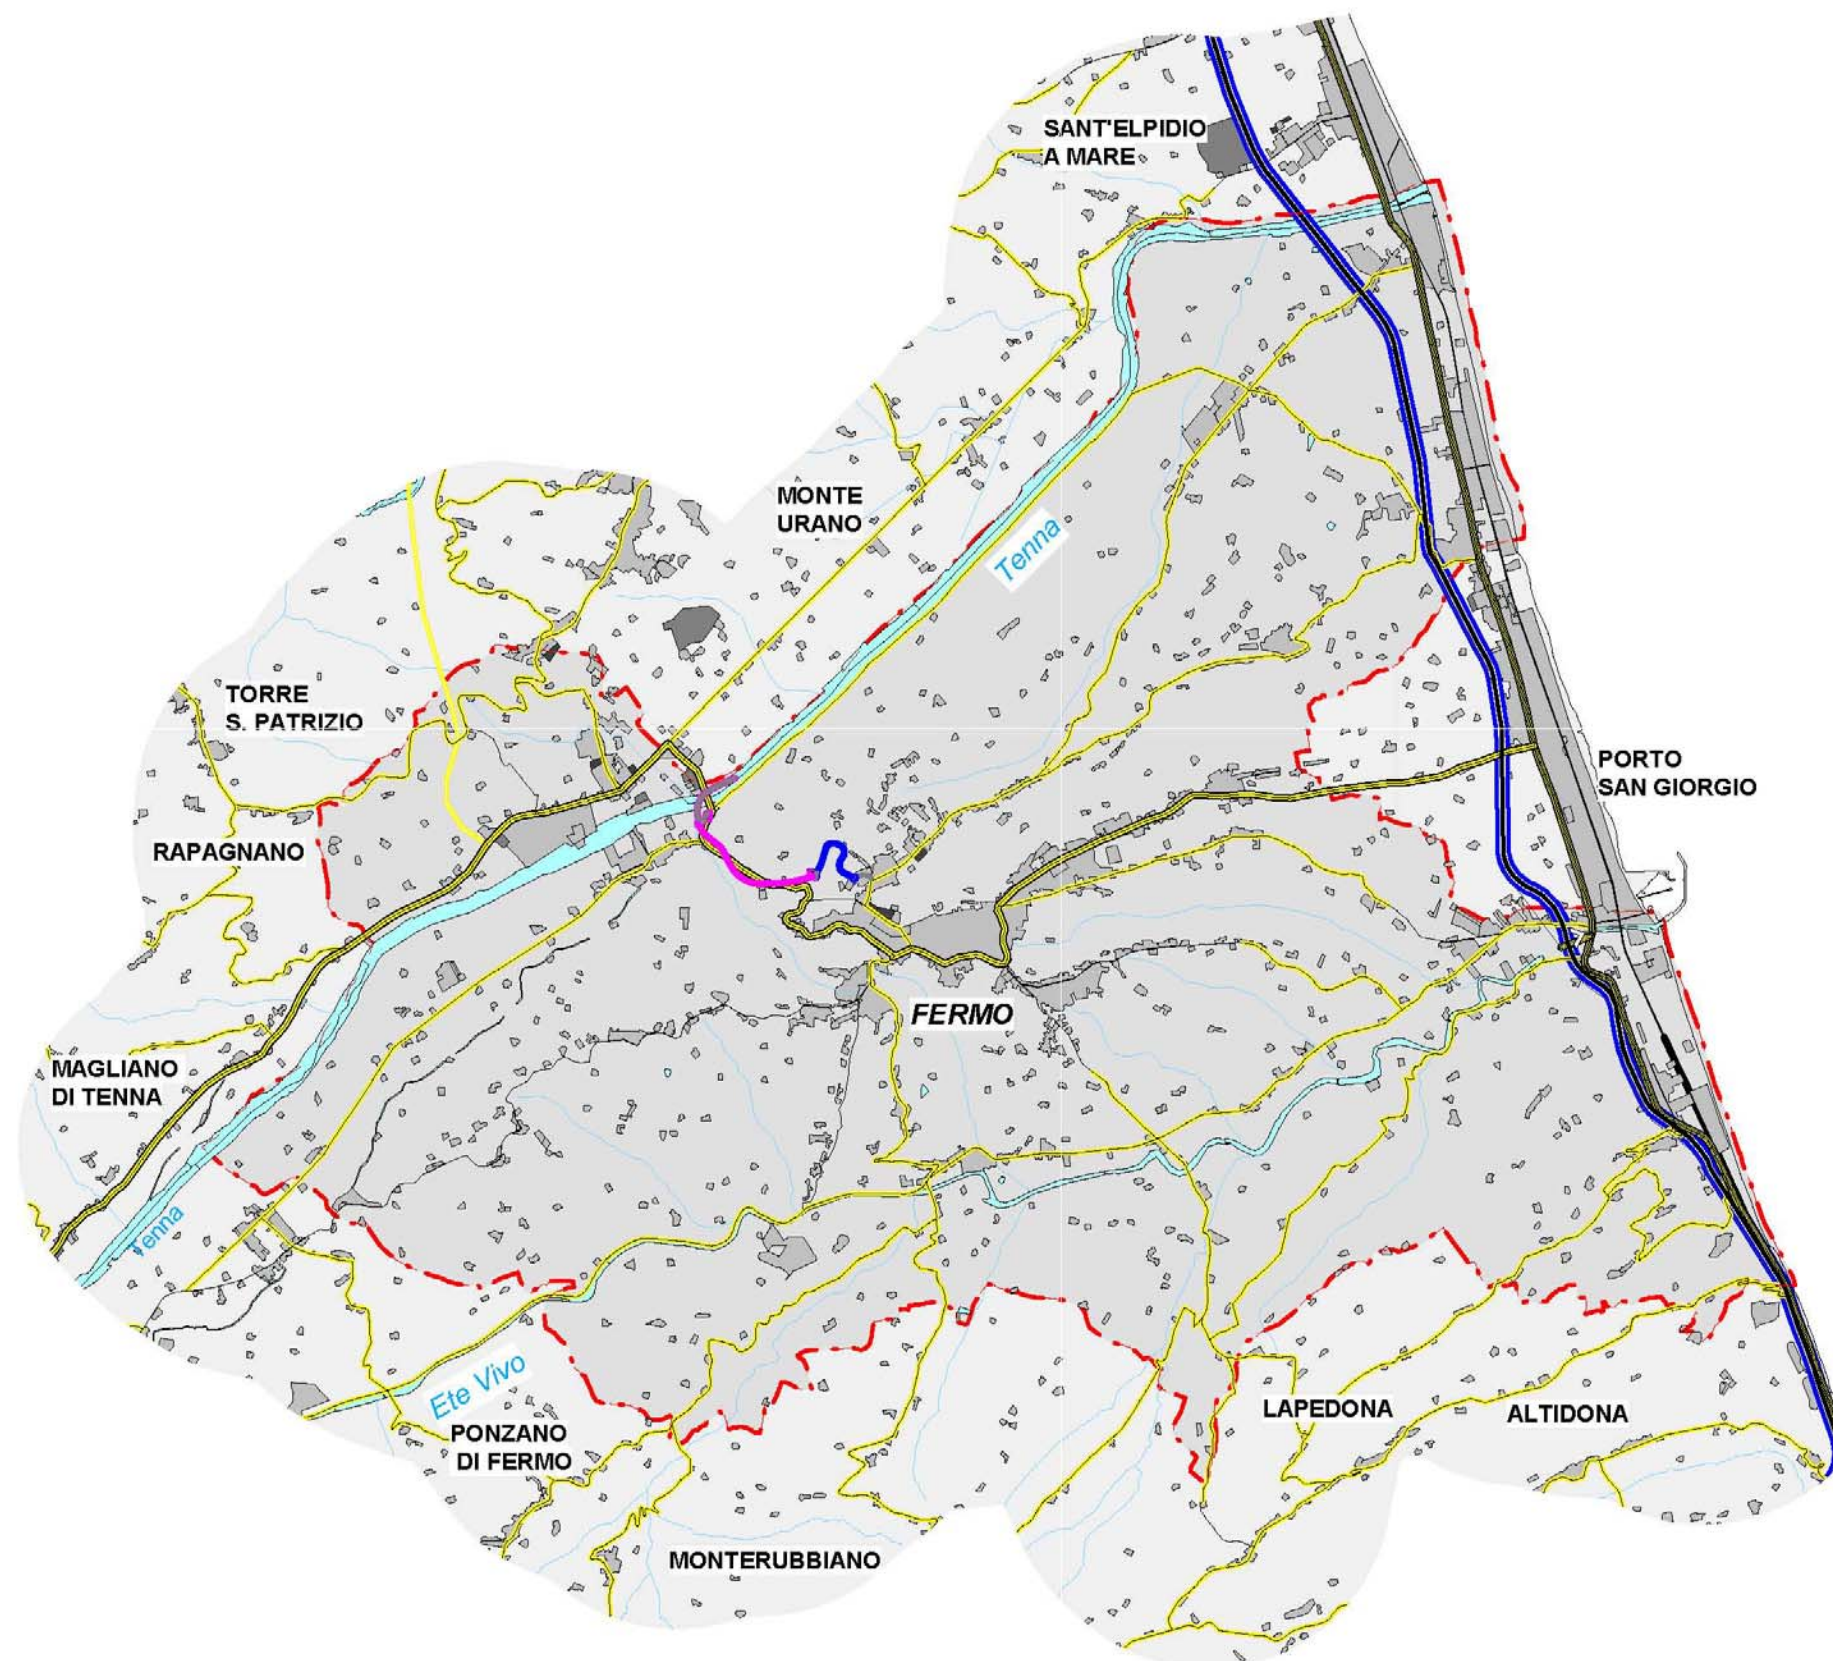 SANT'ELPIDIO
A MARE
MONTE
URANO
Tenna
TORRE
S. PATRIZIO
PORTO
SAN GIORGIO
RAPAGNANO
FERMO
MAGLIANO
DI TENNA
Tenna
Ete Vivo
LAPEDONA
ALTIDONA
PONZANO
DI FERMO
MONTERUBBIANO